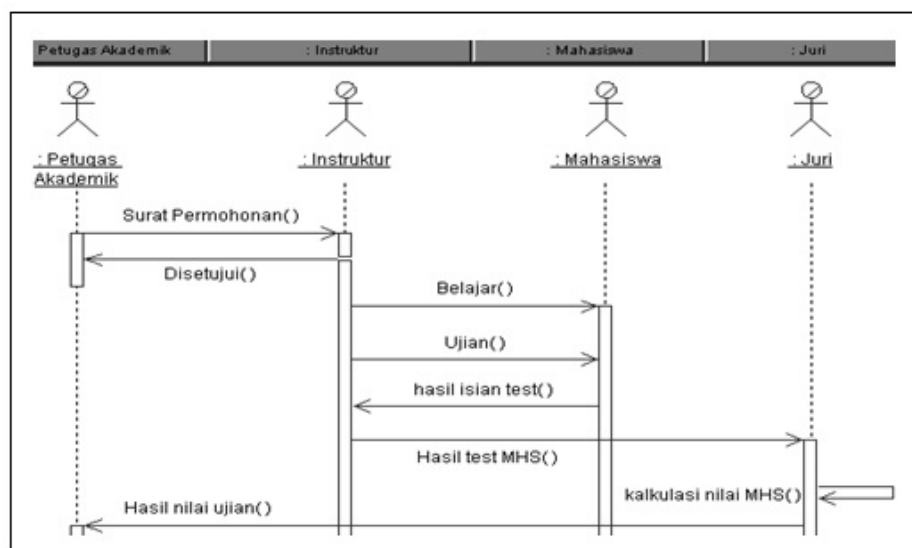 Petugas Akademik
: Instruktur
: Mahasiswa
: Juri
: Petugas
Akademik
: Instruktur
: Mahasiswa
: Juri
Surat Permohonan()
Disetujui()
Belajar()
Ujian()
hasil isian test()
Hasil test MHS()
kalkulasi nilai MHS()
Hasil nilai ujian()